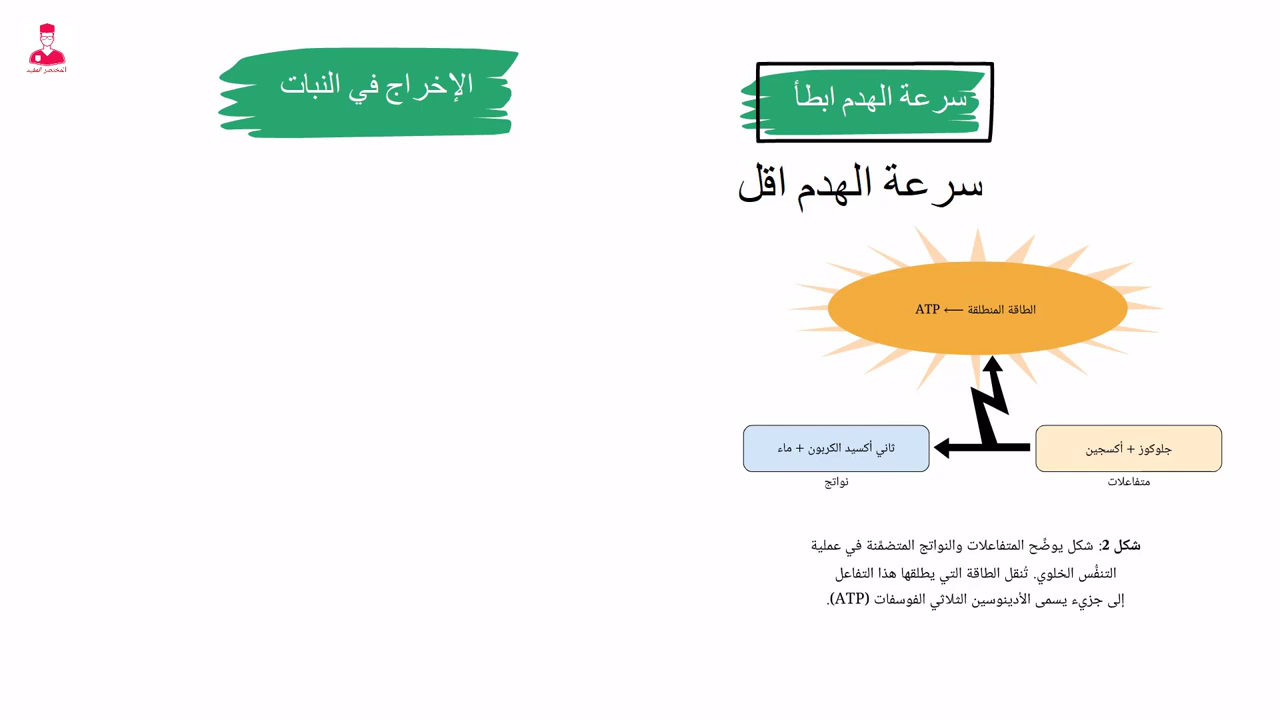 المختصر المفيد
سرعة الهدم ابطأ
الإخراج في النبات
سرعة الهدم اقل
الطاقة المنطلقة ⟵ ATP
جلوكوز + أكسجين
ثاني أكسيد الكربون + ماء
متفاعلات
نواتج
شكل 2: شكل يوضِّح المتفاعلات والنواتج المتضمَّنة في عملية
التنفُّس الخلوي. تُنقل الطاقة التي يطلقها هذا التفاعل
إلى جزيء يسمى الأدينوسين الثلاثي الفوسفات (ATP).